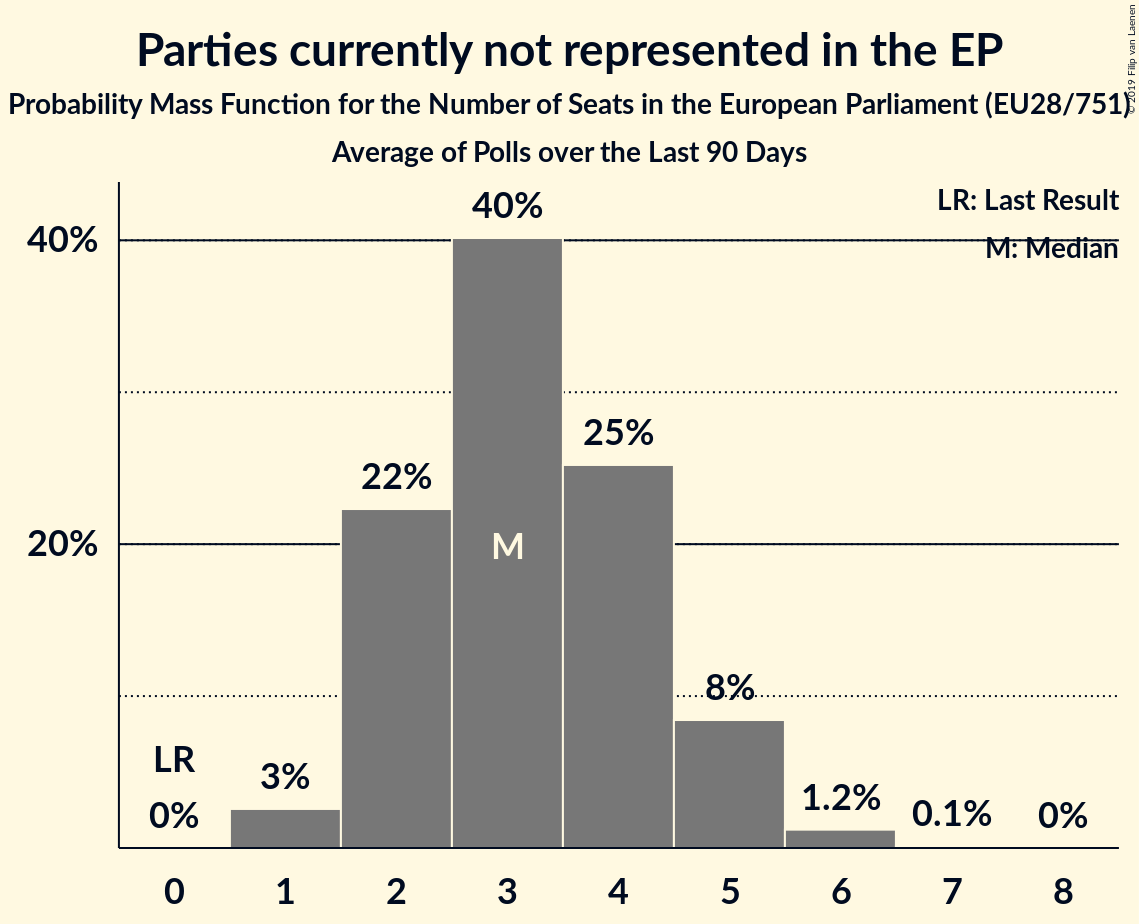 Parties currently not represented in the EP
Probability Mass Function for the Number of Seats in the European Parliament (EU28/751)
Average of Polls over the Last 90 Days
© 2019 Filip van Laenen
LR: Last Result
M: Median
40%
20%
LR
0%
3%
22%
40%
M
25%
8%
1.2%
0.1%
0%
0 1 2 3 4 5 6 7 8